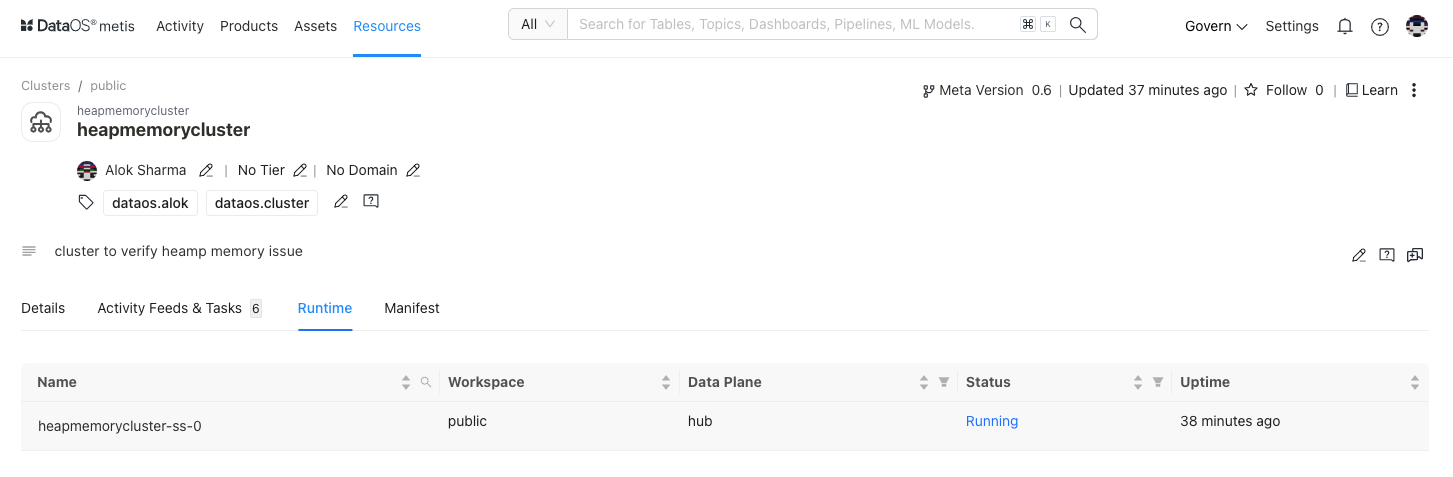 DataOS® metis Activity Products Assets Resources All Search for Tables, Topics, Dashboards, Pipelines, ML Models. ⌘ K Govern Settings
Clusters / public
Meta Version 0.6 | Updated 37 minutes ago | Follow 0 | Learn
heapmemorycluster
heapmemorycluster
Alok Sharma | No Tier | No Domain
dataos.alok dataos.cluster
cluster to verify heamp memory issue
Details Activity Feeds & Tasks 6 Runtime Manifest
Name Workspace Data Plane Status Uptime
heapmemorycluster-ss-0 public hub Running 38 minutes ago